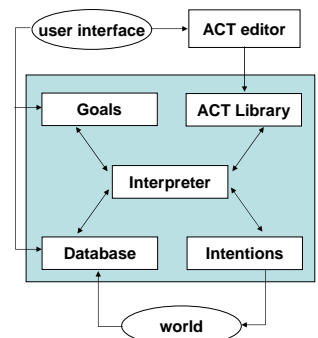 user interface
ACT editor
Goals
ACT Library
Interpreter
Database
Intentions
world